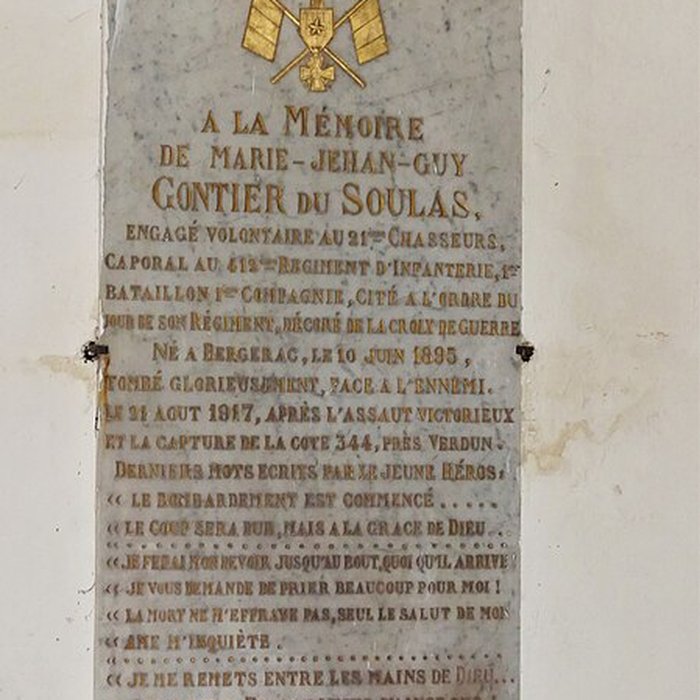 A LA MÉMOIRE
DE MARIE-JEHAN-GUY
GONTIER DU SOULAS,
ENGAGÉ VOLONTAIRE AU 21ème CHASSEURS,
CAPORAL AU 412ème RÉGIMENT D'INFANTERIE, 1er
BATAILLON 1ère COMPAGNIE, CITÉ A L'ORDRE DU
JOUR DE SON RÉGIMENT, DÉCORÉ DE LA CROIX DE GUERRE
NÉ A BERGERAC, LE 10 JUIN 1895,
TOMBÉ GLORIEUSEMENT, FACE A L'ENNEMI.
LE 21 AOUT 1917, APRÈS L'ASSAUT VICTORIEUX
ET LA CAPTURE DE LA COTE 344, PRÈS VERDUN.
DERNIERS MOTS ECRITS PAR LE JEUNE HÉROS:
« LE BOMBARDEMENT EST COMMENCÉ.....
« LE COUP SERA DUR, MAIS A LA GRACE DE DIEU...
« JE FERAI MON DEVOIR JUSQU'AU BOUT, QUOI QU'IL ARRIVE
« JE VOUS DEMANDE DE PRIER BEAUCOUP POUR MOI !
« LA MORT NE M'EFFRAYE PAS, SEUL LE SALUT DE MON
« AME M'INQUIÈTE.
« JE ME REMETS ENTRE LES MAINS DE DIEU...